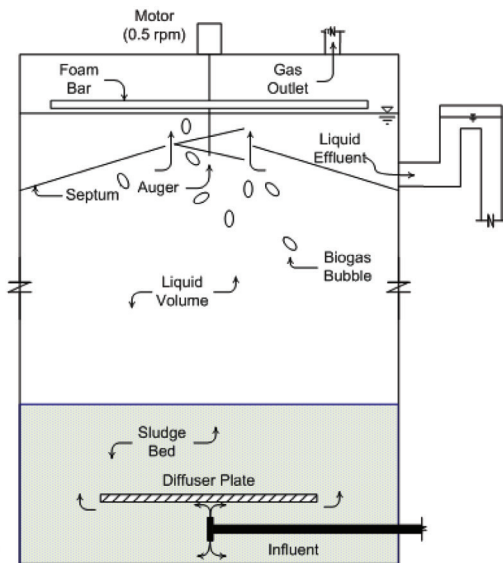 Motor
(0.5 rpm)
Foam
Bar
Gas
Outlet
Liquid
Effluent
Septum
Auger
Biogas
Bubble
Liquid
Volume
Sludge
Bed
Diffuser Plate
Influent